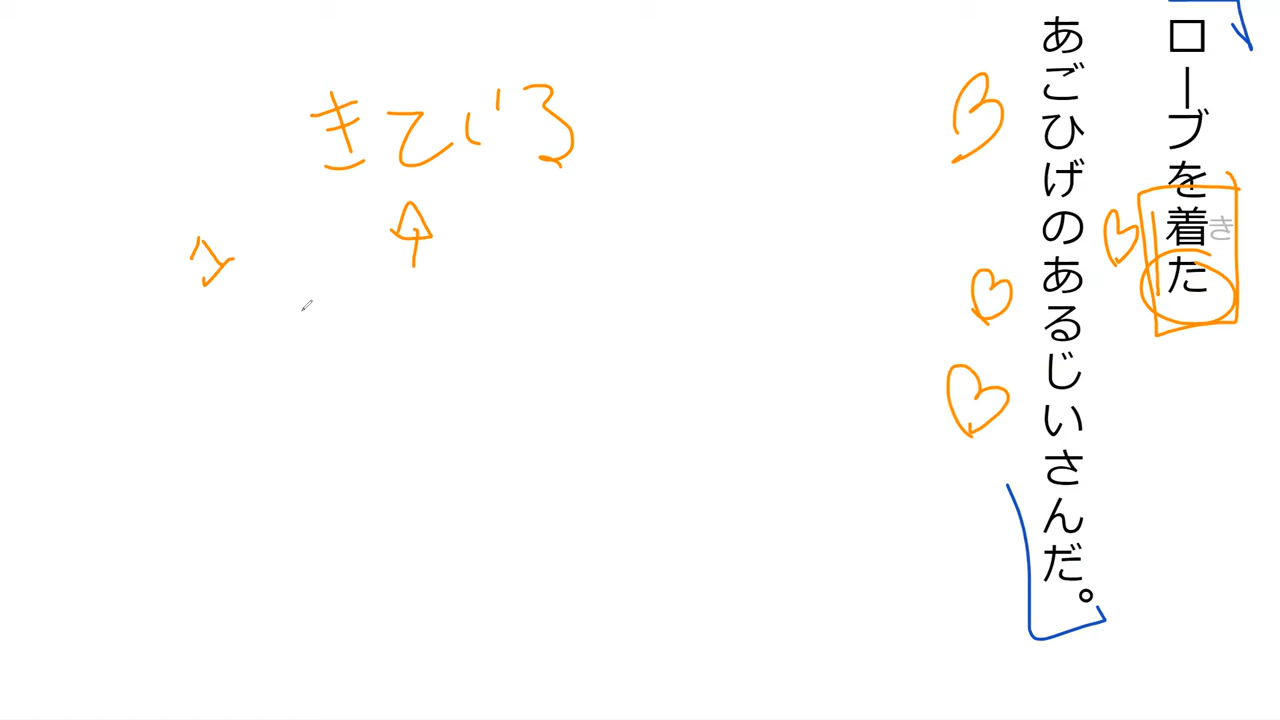 ローブを着た
き
あごひげのあるじいさんだ。
きている